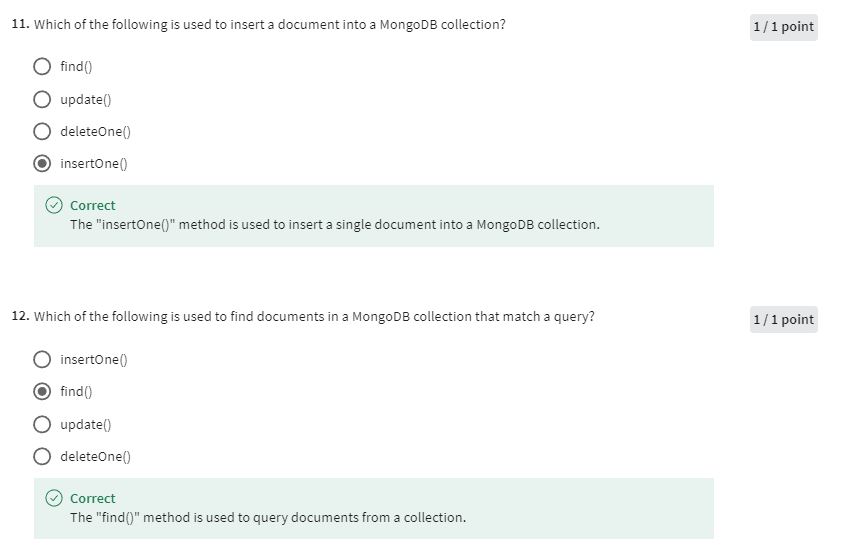 11. Which of the following is used to insert a document into a MongoDB collection?
1 / 1 point
find()
update()
deleteOne()
insertOne()
Correct
The "insertOne()" method is used to insert a single document into a MongoDB collection.
12. Which of the following is used to find documents in a MongoDB collection that match a query?
1 / 1 point
insertOne()
find()
update()
deleteOne()
Correct
The "find()" method is used to query documents from a collection.